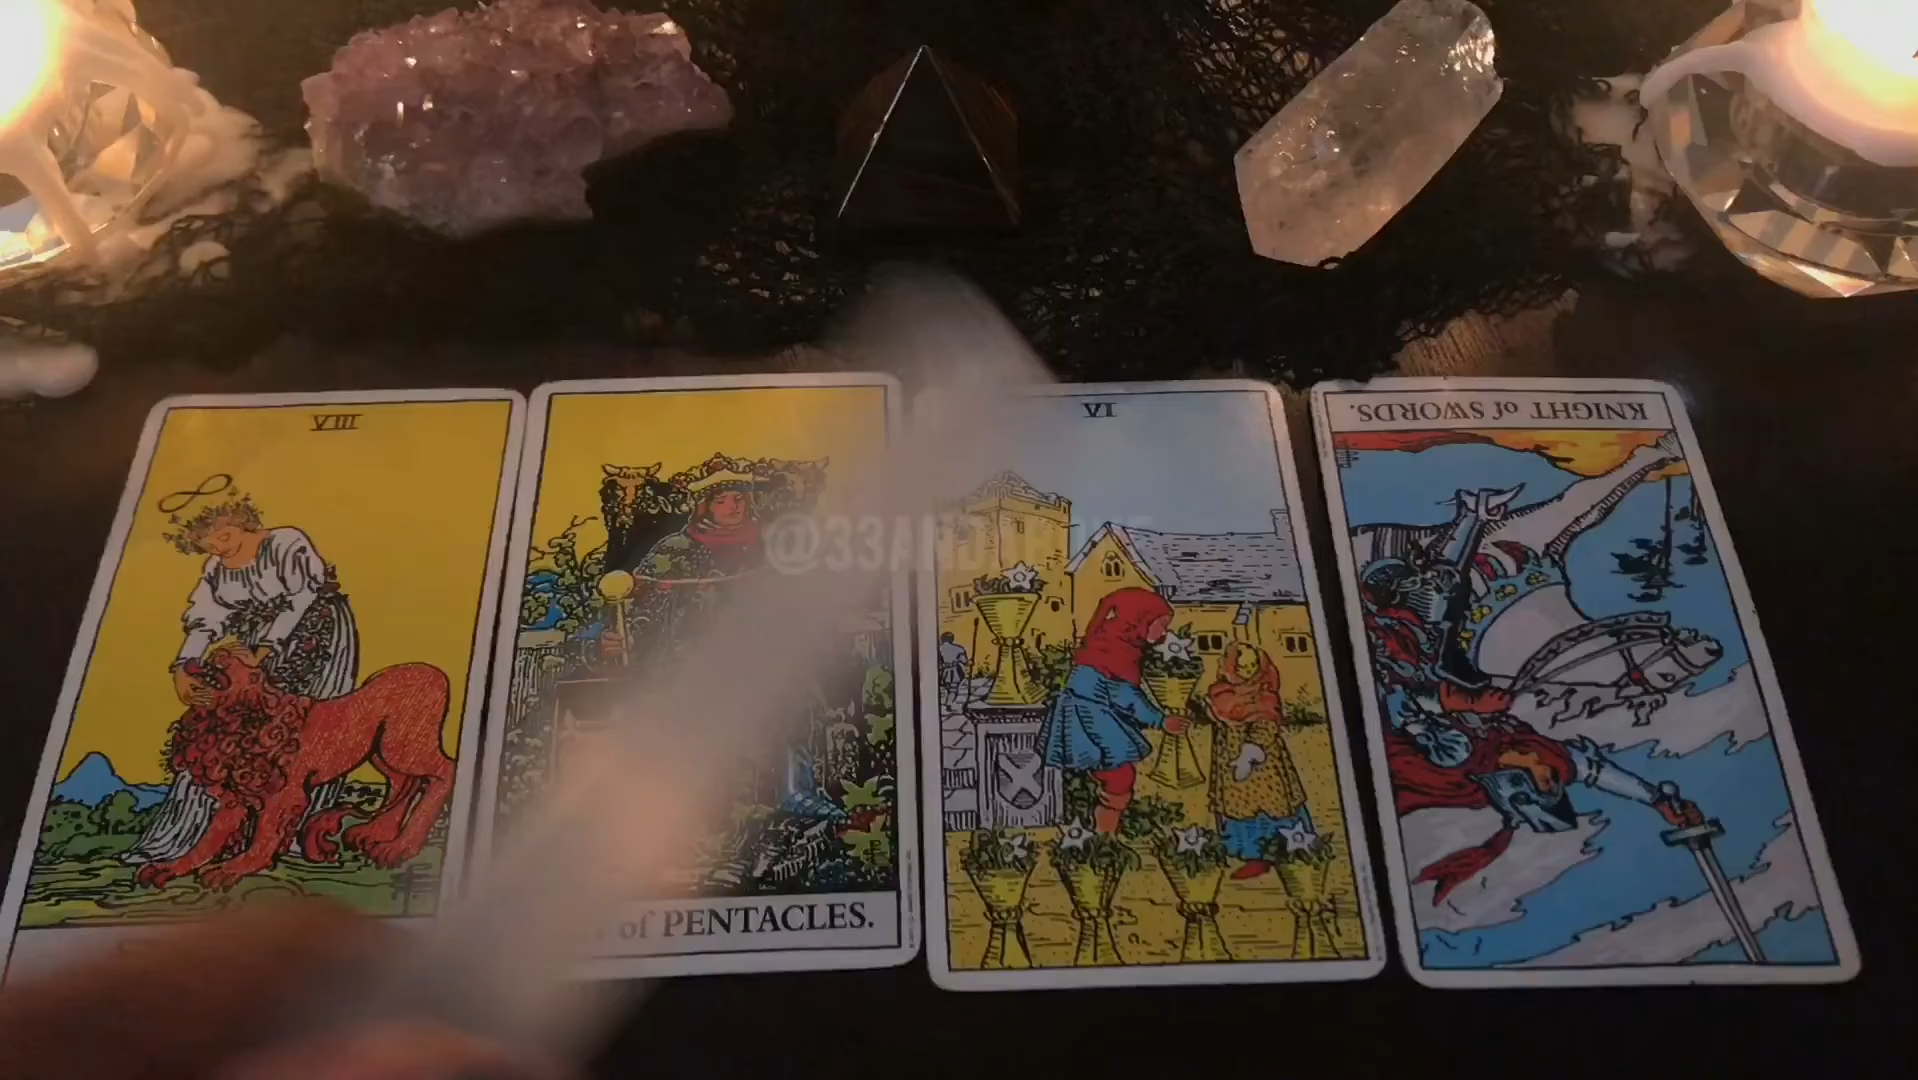 VIII
VI
KNIGHT of SWORDS.
of PENTACLES.